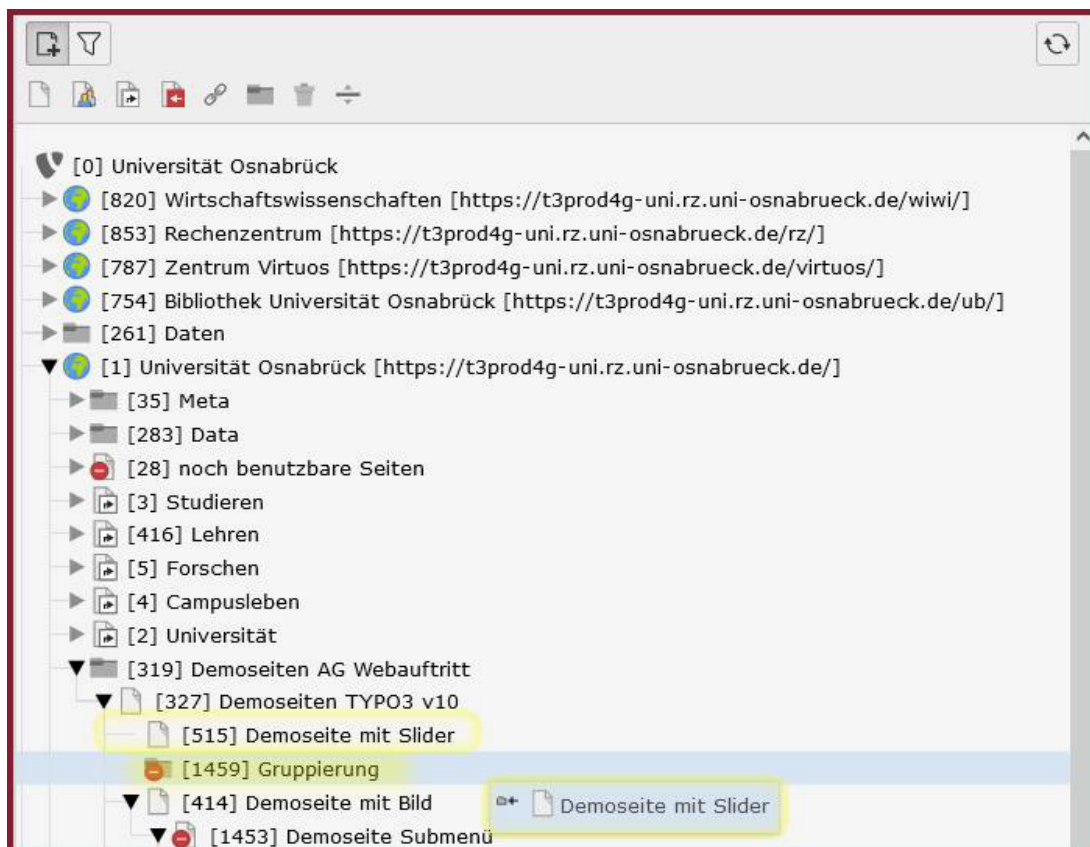 [0] Universität Osnabrück
[820] Wirtschaftswissenschaften [https://t3prod4g-uni.rz.uni-osnabrueck.de/wiwi/]
[853] Rechenzentrum [https://t3prod4g-uni.rz.uni-osnabrueck.de/rz/]
[787] Zentrum Virtuos [https://t3prod4g-uni.rz.uni-osnabrueck.de/virtuos/]
[754] Bibliothek Universität Osnabrück [https://t3prod4g-uni.rz.uni-osnabrueck.de/ub/]
[261] Daten
[1] Universität Osnabrück [https://t3prod4g-uni.rz.uni-osnabrueck.de/]
[35] Meta
[283] Data
[28] noch benutzbare Seiten
[3] Studieren
[416] Lehren
[5] Forschen
[4] Campusleben
[2] Universität
[319] Demoseiten AG Webauftritt
[327] Demoseiten TYPO3 v10
[515] Demoseite mit Slider
[1459] Gruppierung
[414] Demoseite mit Bild
Demoseite mit Slider
[1453] Demoseite Submenü